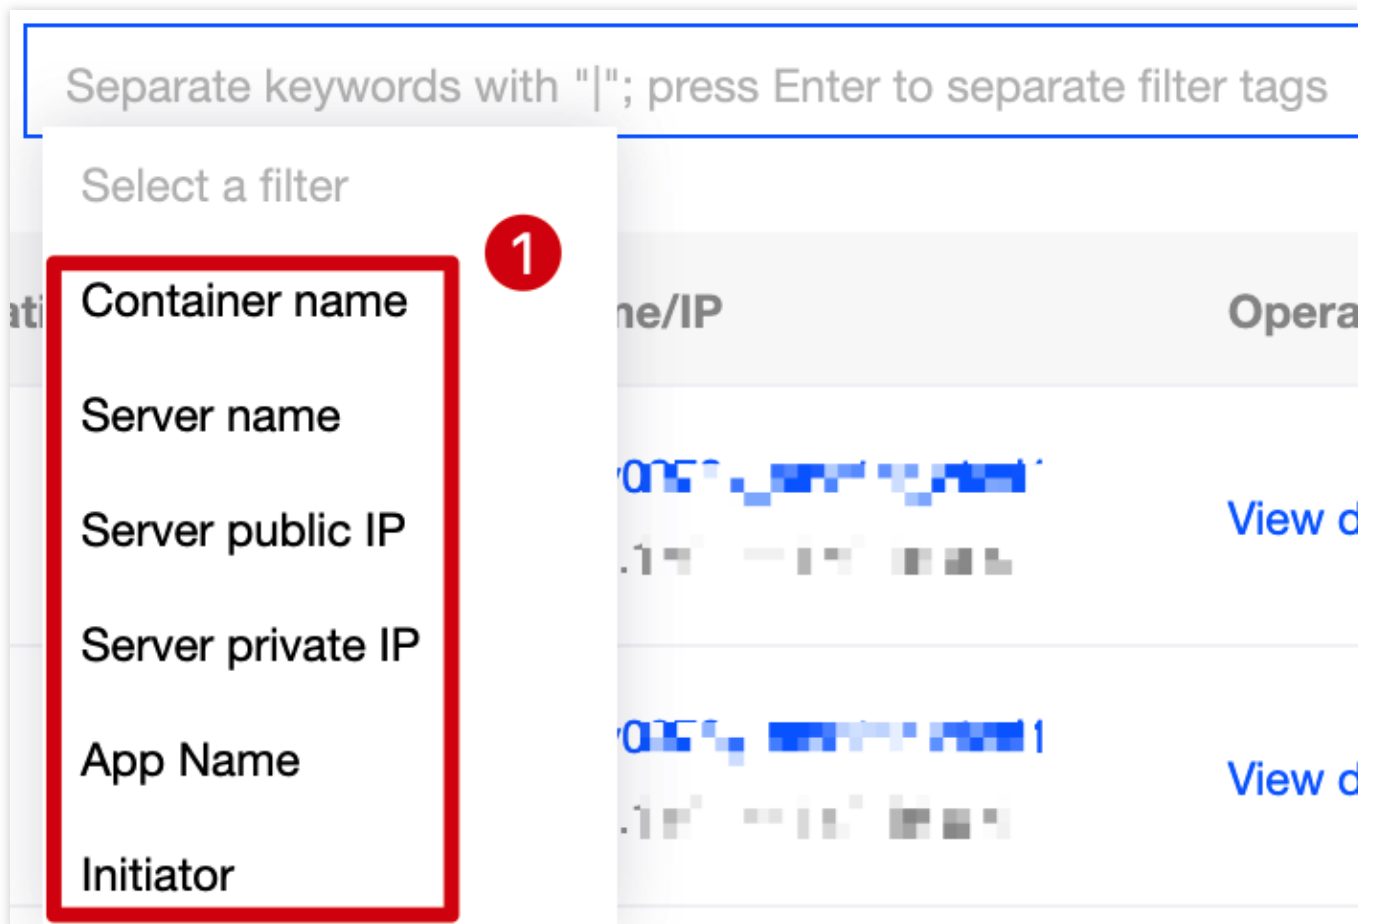 Separate keywords with "|"; press Enter to separate filter tags
Select a filter
1
Container name
Server name
Server public IP
Server private IP
App Name
Initiator
ne/IP
Opera
View d
View d